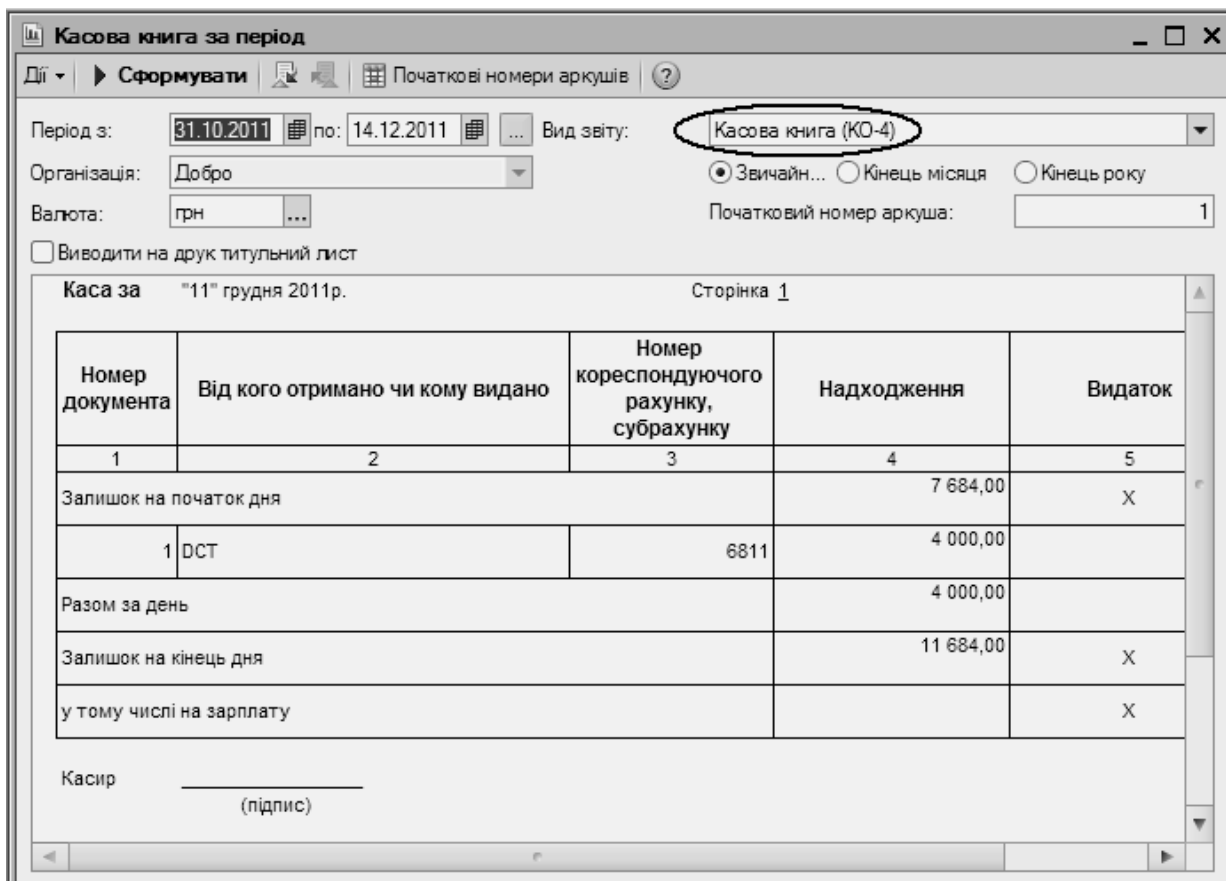 Касова книга за період
Дії Сформувати Початкові номери аркушів ?
Період з: 31.10.2011 по: 14.12.2011 ... Вид звіту: Касова книга (КО-4)
Організація: Добро Звичайн... Кінець місяця Кінець року
Валюта: грн ... Початковий номер аркуша: 1
Виводити на друк титульний лист
Каса за "11" грудня 2011р. Сторінка 1
Номер документа Від кого отримано чи кому видано Номер кореспондуючого рахунку, субрахунку Надходження Видаток
1 2 3 4 5
Залишок на початок дня 7 684,00 X
1 DCT 6811 4 000,00
Разом за день 4 000,00
Залишок на кінець дня 11 684,00 X
у тому числі на зарплату X
Касир
(підпис)